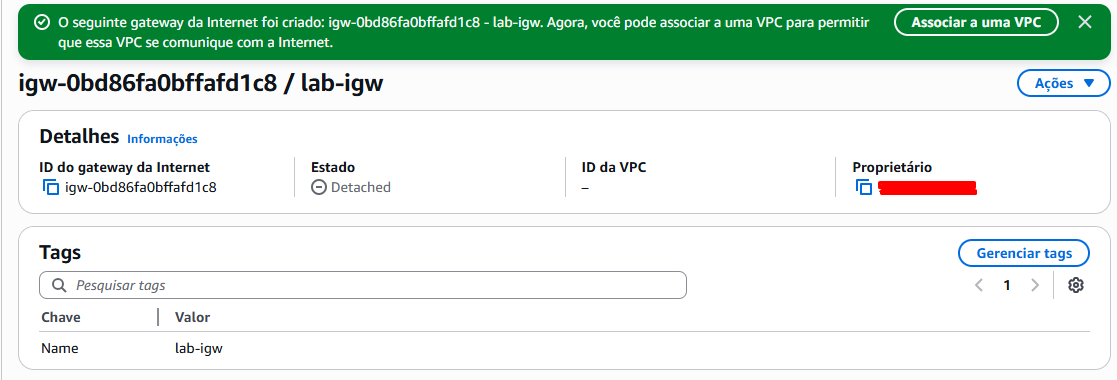 O seguinte gateway da Internet foi criado: igw-0bd86fa0bffafd1c8 - lab-igw. Agora, você pode associar a uma VPC para permitir
que essa VPC se comunique com a Internet.
Associar a uma VPC
igw-0bd86fa0bffafd1c8 / lab-igw
Ações
Detalhes Informações
ID do gateway da Internet
igw-0bd86fa0bffafd1c8
Estado
Detached
ID da VPC
–
Proprietário
Tags
Gerenciar tags
Pesquisar tags
1
Chave Valor
Name lab-igw